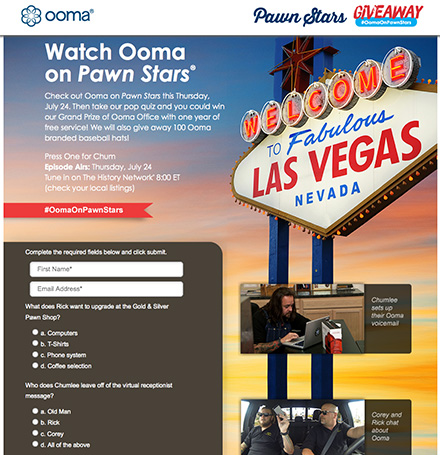 ooma®
Pawn Stars GIVEAWAY
#OomaOnPawnStars
Watch Ooma
on Pawn Stars®
Check out Ooma on Pawn Stars this Thursday,
July 24. Then take our pop quiz and you could win
our Grand Prize of Ooma Office with one year of
free service! We will also give away 100 Ooma
branded baseball hats!
Press One for Chum
Episode Airs: Thursday, July 24
Tune in on The History Network® 8:00 ET
(check your local listings)
#OomaOnPawnStars
WELCOME
TO Fabulous
LAS VEGAS
NEVADA
Complete the required fields below and click submit.
First Name*
Email Address*
What does Rick want to upgrade at the Gold & Silver
Pawn Shop?
a. Computers
b. T-Shirts
c. Phone system
d. Coffee selection
Who does Chumlee leave off of the virtual receptionist
message?
a. Old Man
b. Rick
c. Corey
d. All of the above
Chumlee
sets up
their Ooma
voicemail
Corey and
Rick chat
about
Ooma